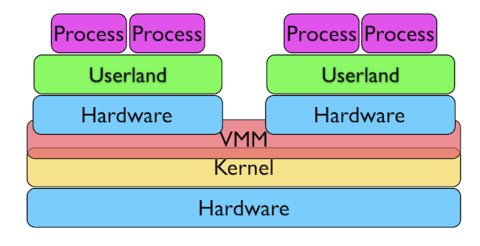 Process Process Process Process
Userland Userland
Hardware Hardware
VMM
Kernel
Hardware